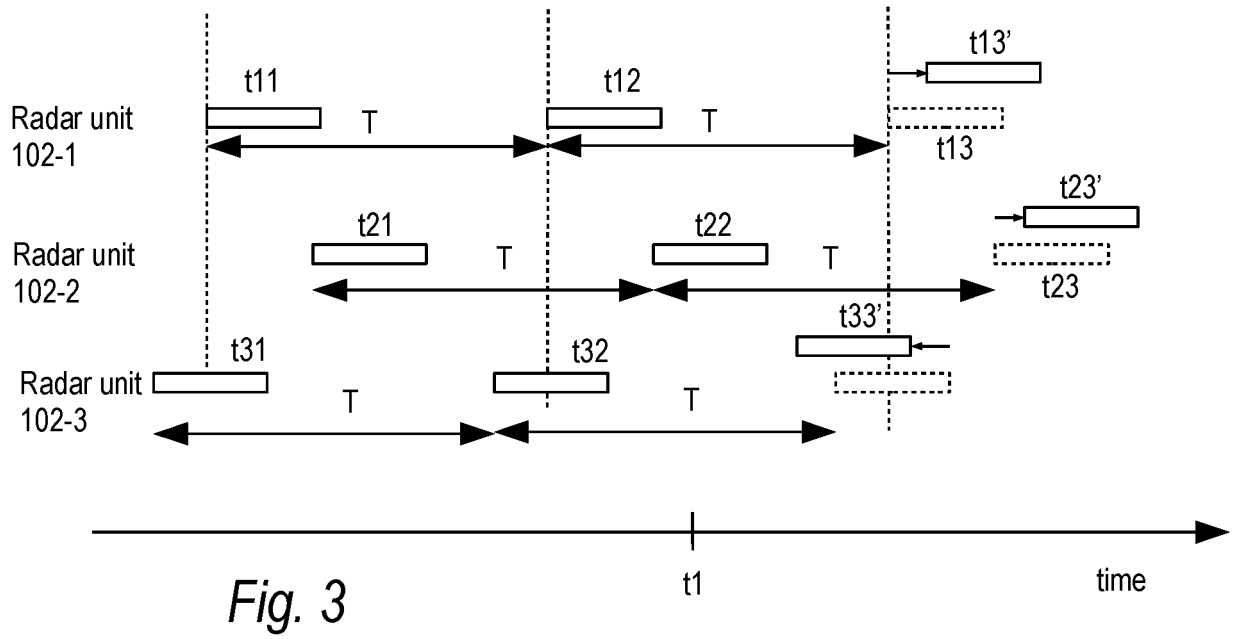 t13'
t11
t12
Radar unit
102-1
T
T
t13
t23'
t21
t22
Radar unit
102-2
T
T
t23
t33'
t31
t32
Radar unit
102-3
T
T
t1
time
Fig. 3